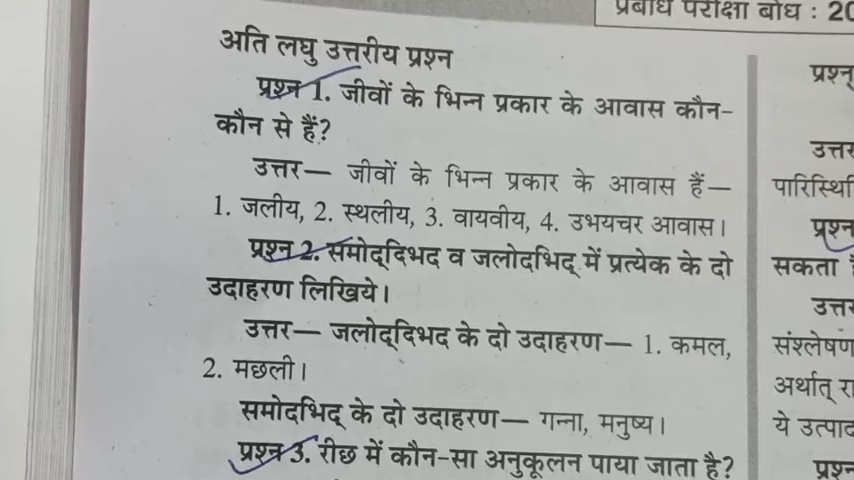 प्रबोध परीक्षा बोध : 20
अति लघु उत्तरीय प्रश्न
प्रश्न 1. जीवों के भिन्न प्रकार के आवास कौन-
कौन से हैं?
उत्तर— जीवों के भिन्न प्रकार के आवास हैं—
1. जलीय, 2. स्थलीय, 3. वायवीय, 4. उभयचर आवास।
प्रश्न 2. समोद्दिभद व जलोदभिद् में प्रत्येक के दो
उदाहरण लिखिये।
उत्तर— जलोद्दिभद के दो उदाहरण— 1. कमल,
2. मछली।
समोदभिद् के दो उदाहरण— गन्ना, मनुष्य।
प्रश्न 3. रीछ में कौन-सा अनुकूलन पाया जाता है?
प्रश्न
उत्तर
पारिस्थि
प्रश्न
सकता
उत्तर
संश्लेषण
अर्थात् रा
ये उत्पाद
प्रश्न